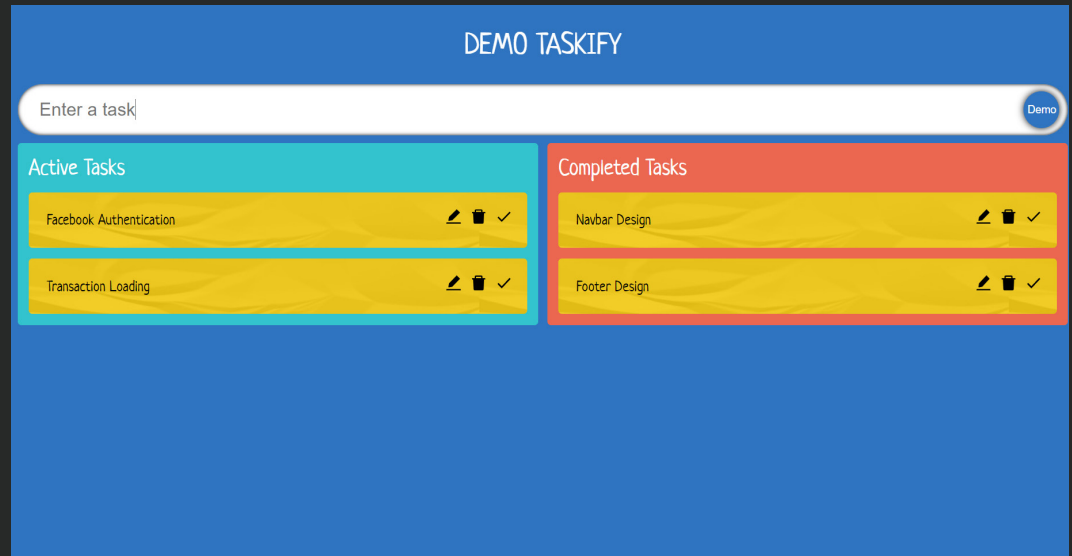 DEMO TASKIFY
Enter a task
Demo
Active Tasks
Facebook Authentication
Transaction Loading
Completed Tasks
Navbar Design
Footer Design